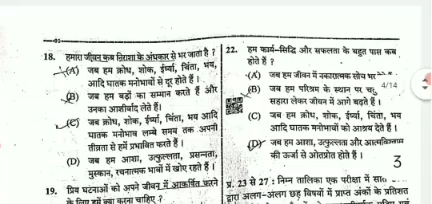 18. हमारा जीवन कब निराशा के अंधकार से भर जाता है ?
(A) जब हम क्रोध, शोक, ईर्ष्या, चिंता, भय,
आदि घातक मनोभावों से दूर होते हैं ।
(B) जब हम बड़ों का सम्मान करते हैं और
उनका आशीर्वाद लेते हैं।
(C) जब क्रोध, शोक, ईर्ष्या, चिंता, भय आदि
घातक मनोभाव लम्बे समय तक अपनी
तीव्रता से हमें प्रभावित करते हैं ।
(D) जब हम आशा, उत्फुल्लता, प्रसन्नता,
मुस्कान, रचनात्मक भावों में खोए रहते हैं ।
19. प्रिय घटनाओं को अपने जीवन में आकर्षित करने
के लिए हमें क्या करना चाहिए ?
22. हम कार्य-सिद्धि और सफलता के बहुत पास कब
होते हैं ?
(A) जब हम जीवन में नकारात्मक सोच
4/14
(B) जब हम परिश्रम के स्थान पर
सहारा लेकर जीवन में आगे बढ़ते हैं ।
(C) जब हम क्रोध, शोक, ईर्ष्या, चिंता, भय
आदि घातक मनोभावों को आश्रय देते हैं ।
(D) जब हम आशा, उत्फुल्लता और आत्मविश्वास
की ऊर्जा से ओतप्रोत होते हैं ।
3
प्र. 23 से 27 : निम्न तालिका एक परीक्षा में
द्वारा अलग-अलग छह विषयों में प्राप्त अंकों के प्रतिशत